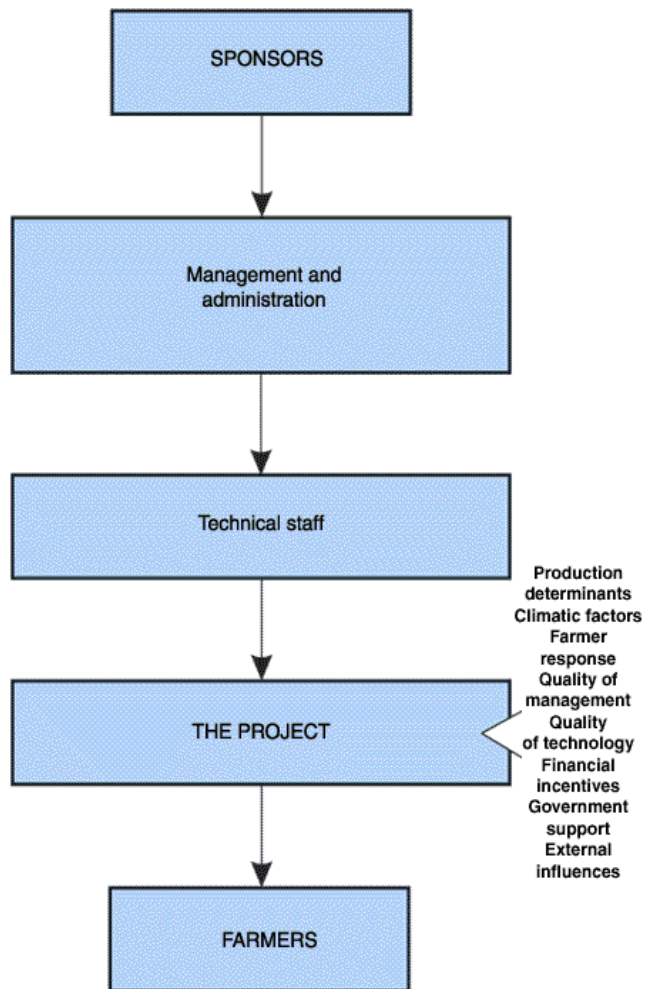 SPONSORS
Management and
administration
Technical staff
Production
determinants
Climatic factors
Farmer
response
Quality of
management
Quality
of technology
Financial
incentives
Government
support
External
influences
THE PROJECT
FARMERS